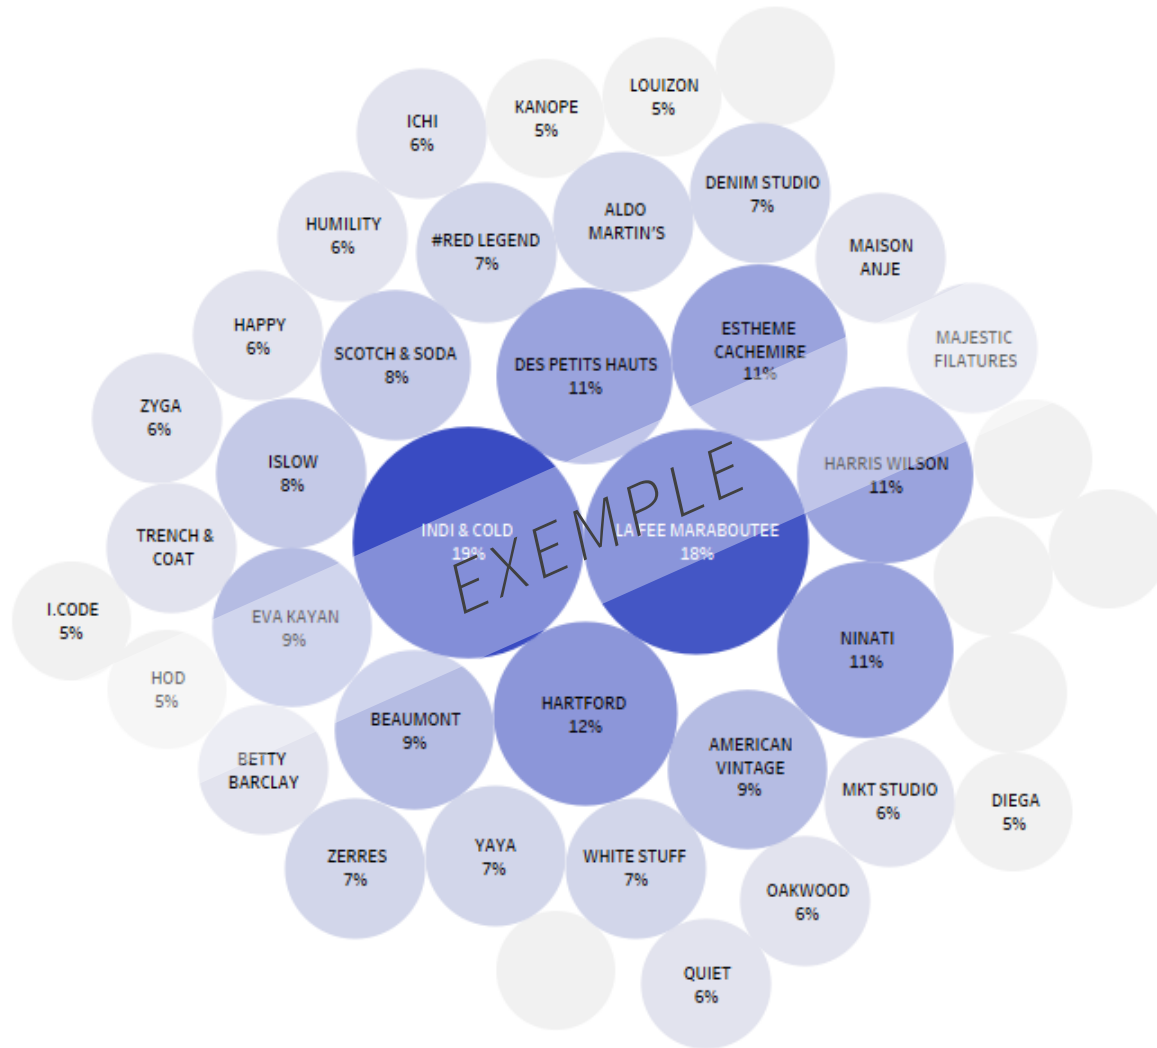 LOUIZON
5%
KANOPE
5%
ICHI
6%
DENIM STUDIO
7%
ALDO
MARTIN'S
HUMILITY
6%
#RED LEGEND
7%
MAISON
ANJE
HAPPY
6%
SCOTCH & SODA
8%
DES PETITS HAUTS
11%
ESTHEME
CACHEMIRE
11%
MAJESTIC
FILATURES
ZYGA
6%
ISLOW
8%
HARRIS WILSON
11%
TRENCH &
COAT
INDI & COLD
19%
EXEMPLE
LA FEE MARABOUTEE
18%
I.CODE
5%
EVA KAYAN
9%
NINATI
11%
HOD
5%
BEAUMONT
9%
HARTFORD
12%
AMERICAN
VINTAGE
9%
BETTY
BARCLAY
MKT STUDIO
6%
DIEGA
5%
ZERRES
7%
YAYA
7%
WHITE STUFF
7%
OAKWOOD
6%
QUIET
6%